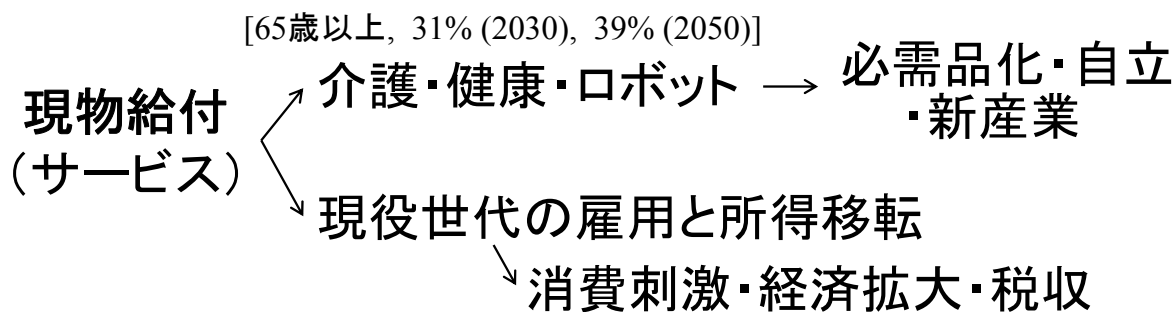 [65歳以上, 31% (2030), 39% (2050)]
介護・健康・ロボット → 必需品化・自立
・新産業
現物給付
（サービス）
現役世代の雇用と所得移転
消費刺激・経済拡大・税収